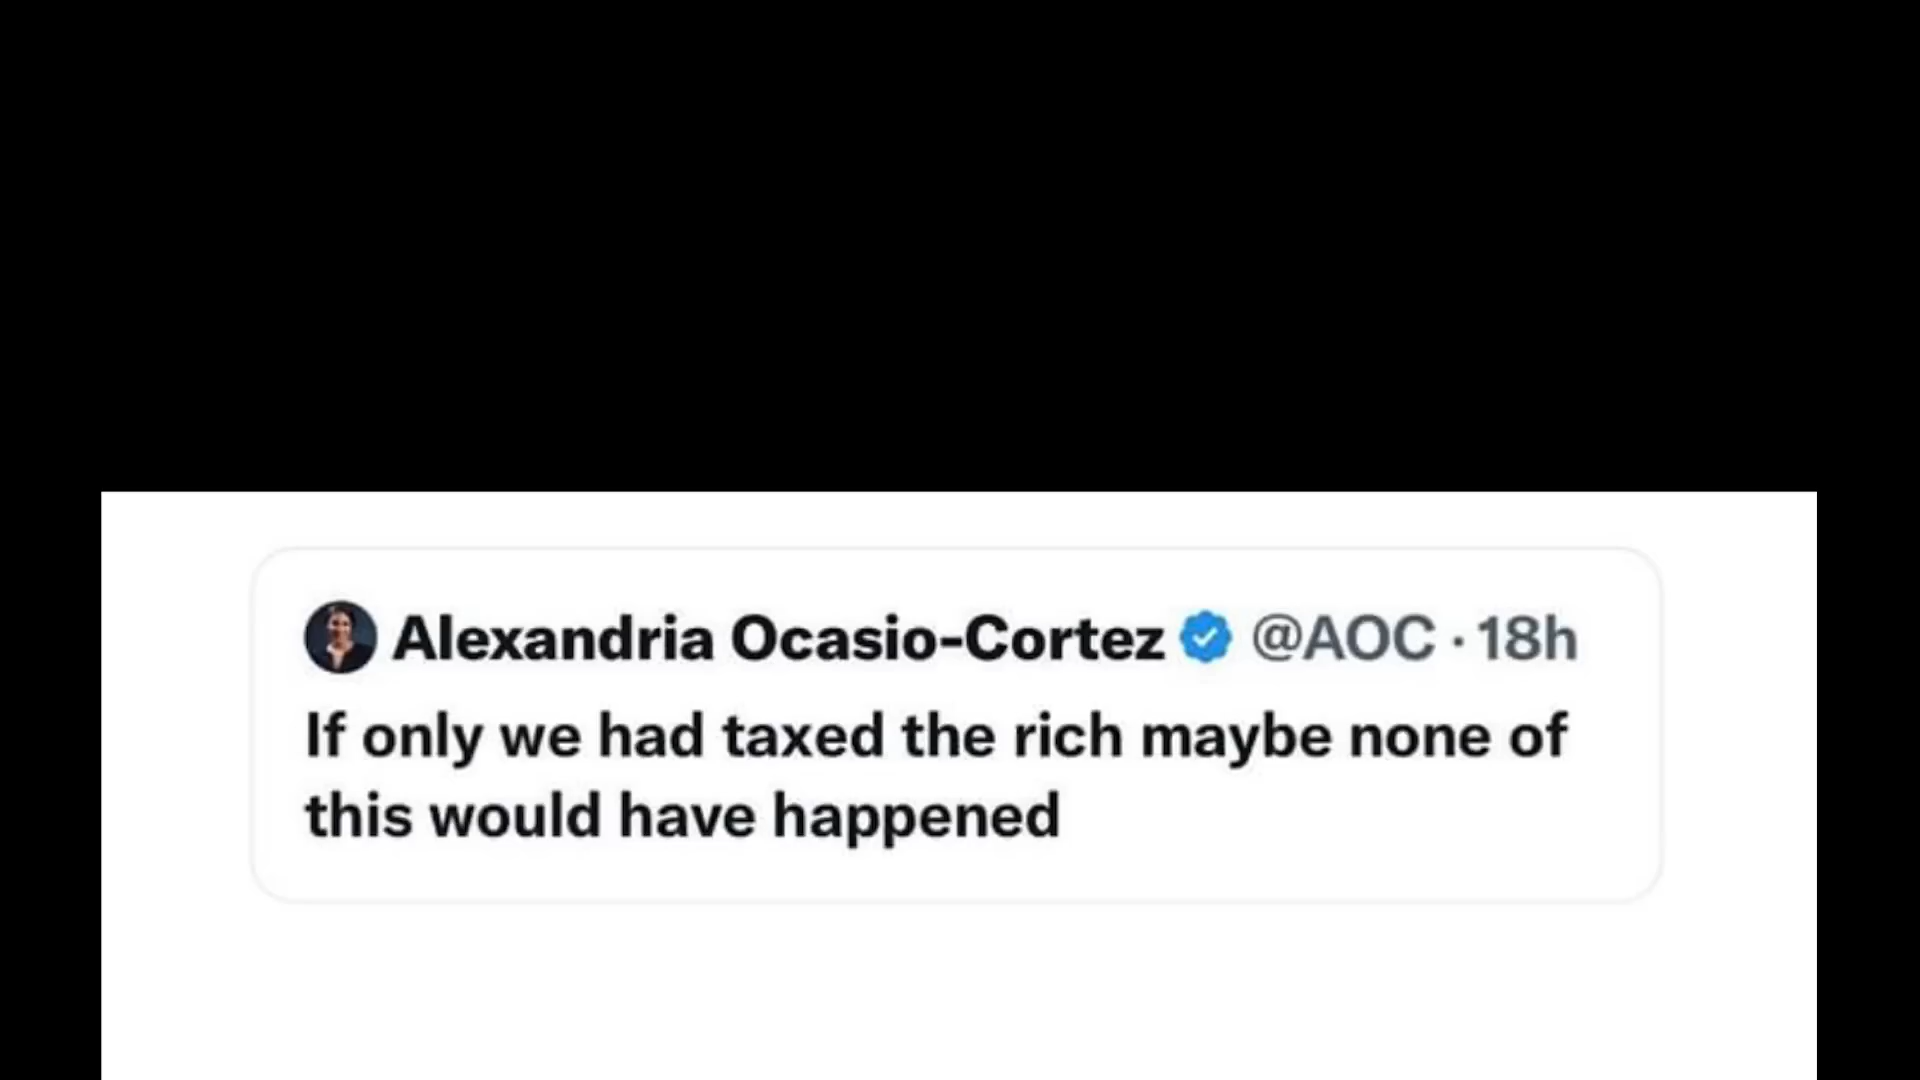 Alexandria Ocasio-Cortez @AOC · 18h
If only we had taxed the rich maybe none of
this would have happened